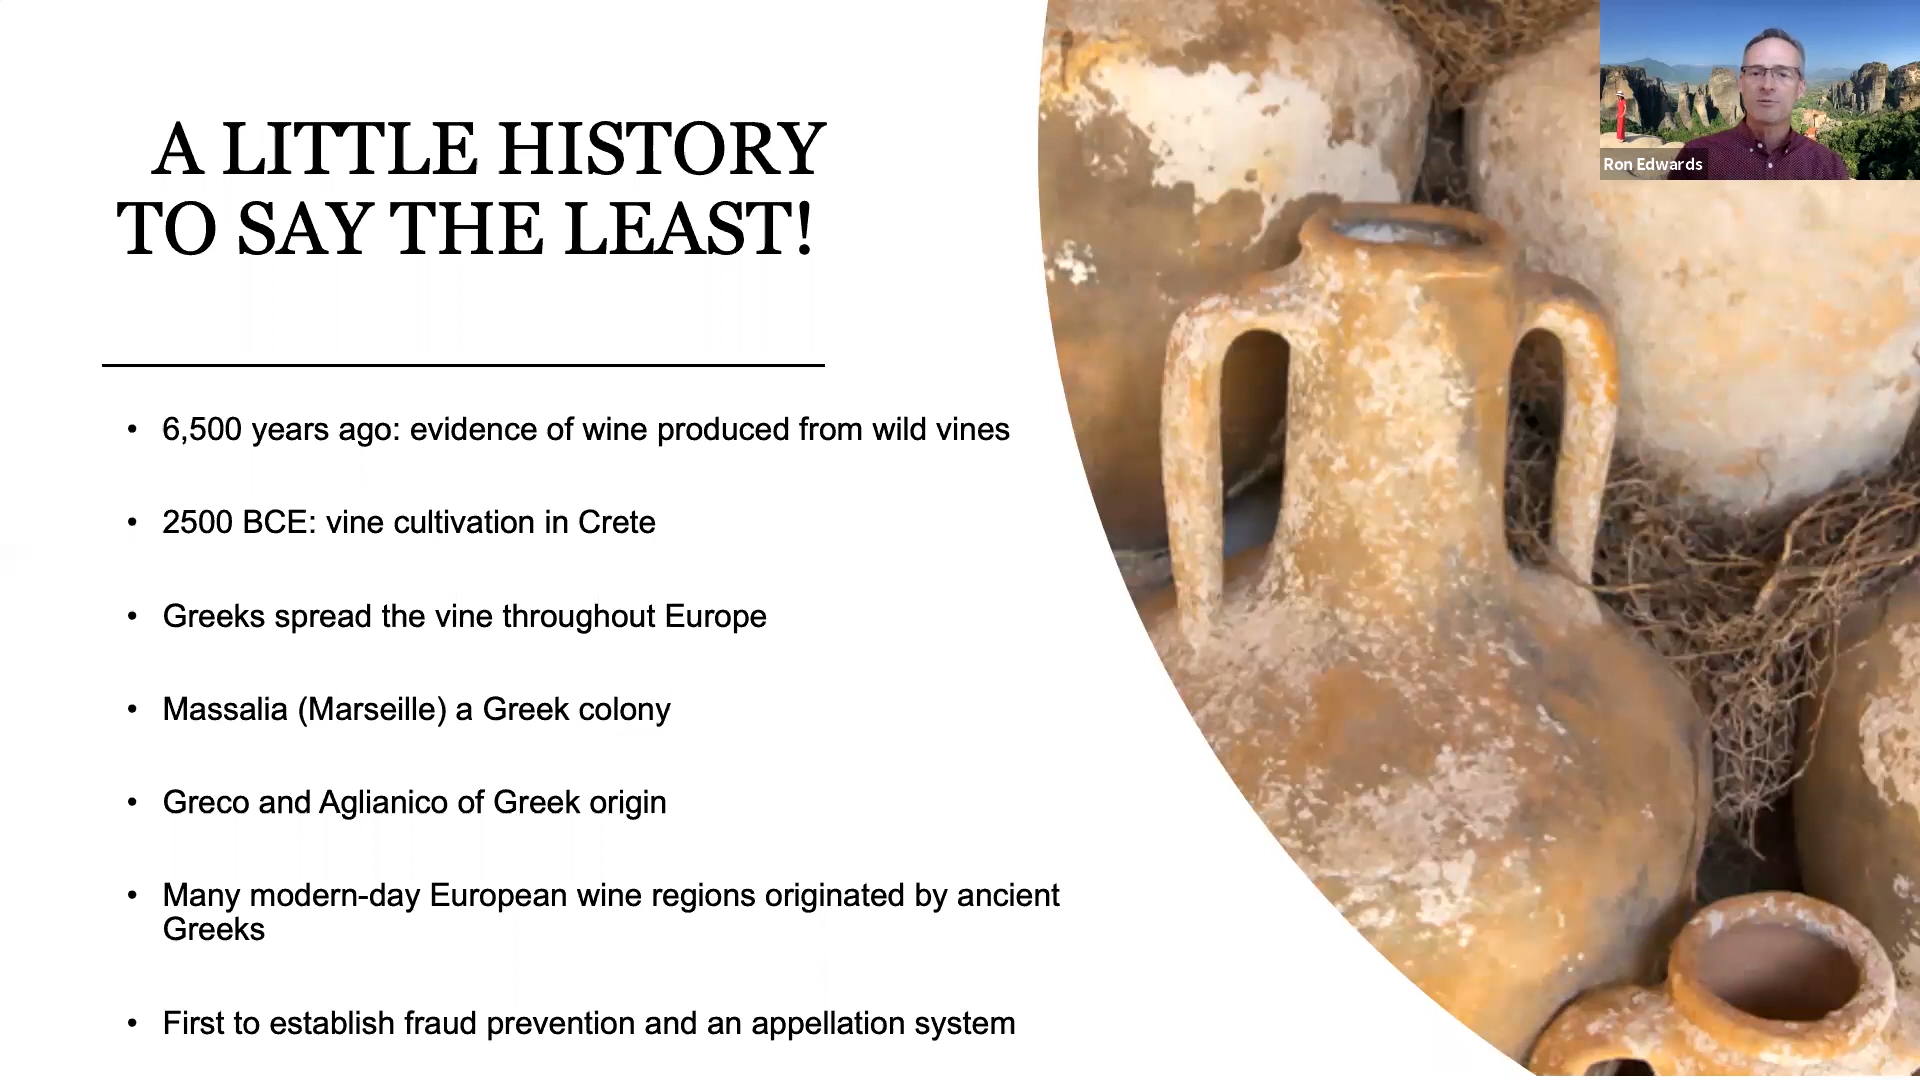 A LITTLE HISTORY
TO SAY THE LEAST!
• 6,500 years ago: evidence of wine produced from wild vines
• 2500 BCE: vine cultivation in Crete
• Greeks spread the vine throughout Europe
• Massalia (Marseille) a Greek colony
• Greco and Aglianico of Greek origin
• Many modern-day European wine regions originated by ancient
Greeks
• First to establish fraud prevention and an appellation system
Ron Edwards